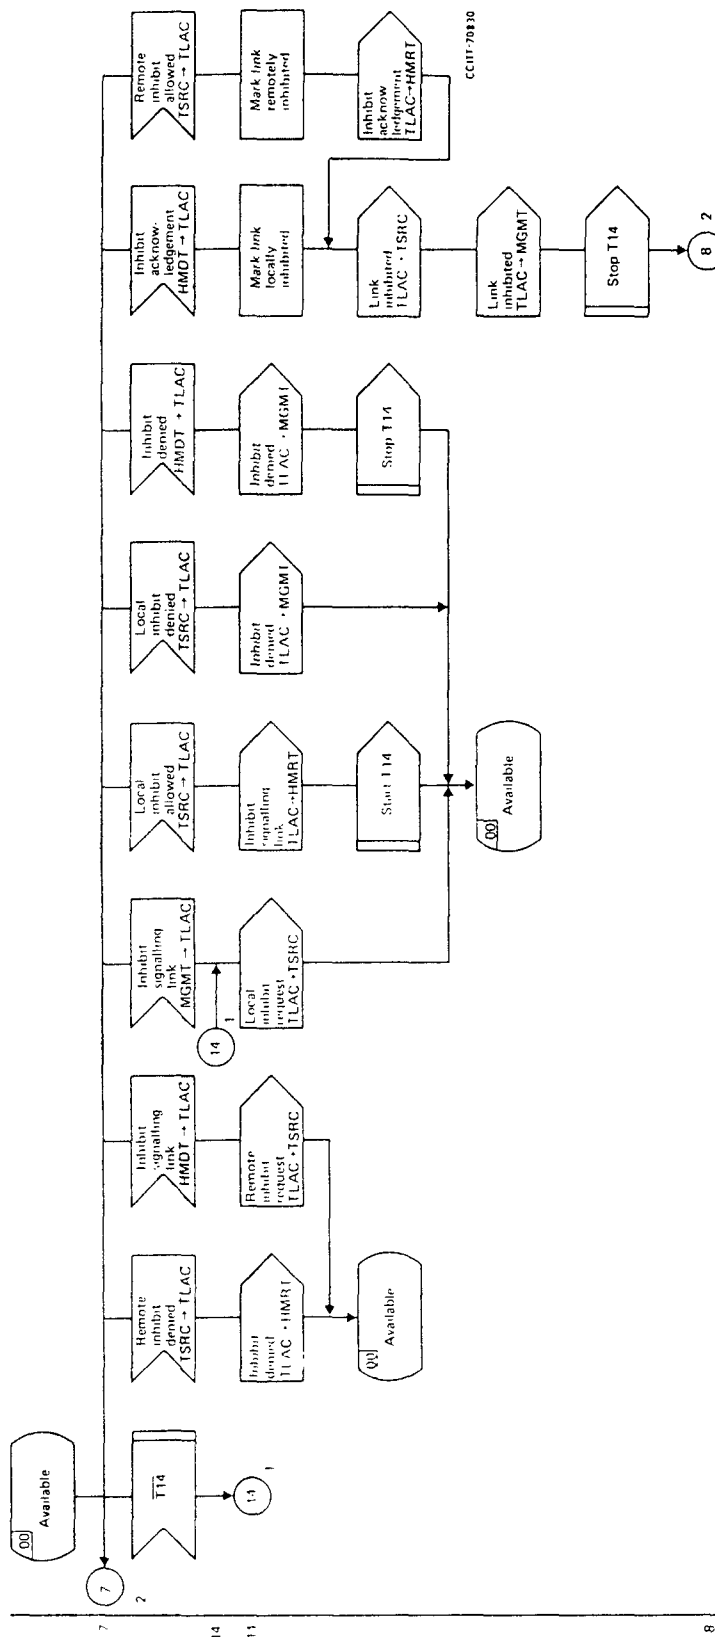 00
Available
7
2
T14
14
1
Remote
inhibit
denied
TSRC → TLAC
Inhibit
denied
TLAC → HMRT
00
Available
Inhibit
signalling
link
HMDT → TLAC
Remote
inhibit
request
TLAC → TSRC
Inhibit
signalling
link
MGMT → TLAC
14
1
Local
inhibit
request
TLAC → TSRC
Local
inhibit
allowed
TSRC → TLAC
Inhibit
signalling
link
TLAC → HMRT
Start T14
00
Available
Local
inhibit
denied
TSRC → TLAC
Inhibit
denied
TLAC → MGMT
Inhibit
denied
HMDT → TLAC
Inhibit
denied
TLAC → MGMT
Stop T14
Inhibit
acknow-
ledgement
HMDT → TLAC
Mark link
locally
inhibited
Link
inhibited
TLAC → TSRC
Link
inhibited
TLAC → MGMT
Stop T14
8
2
Remote
inhibit
allowed
TSRC → TLAC
Mark link
remotely
inhibited
Inhibit
acknow
ledgement
TLAC → HMRT
CCITT-70830
7
14
11
8